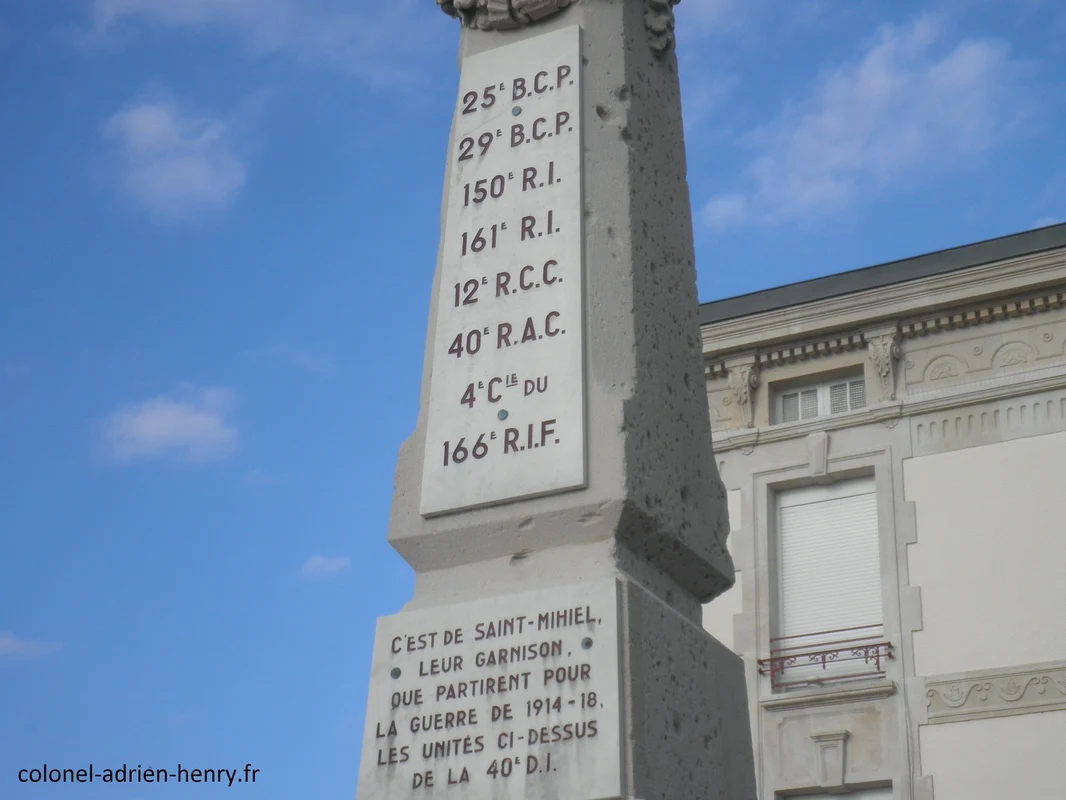 25ᴱ B.C.P.
29ᴱ B.C.P.
150ᴱ R.I.
161ᴱ R.I.
12ᴱ R.C.C.
40ᴱ R.A.C.
4ᴱ Cᴵᴱ DU
166ᴱ R.I.F.
C'EST DE SAINT-MIHIEL,
LEUR GARNISON,
QUE PARTIRENT POUR
LA GUERRE DE 1914-18,
LES UNITÉS CI-DESSUS
DE LA 40ᴱ D.I.
colonel-adrien-henry.fr